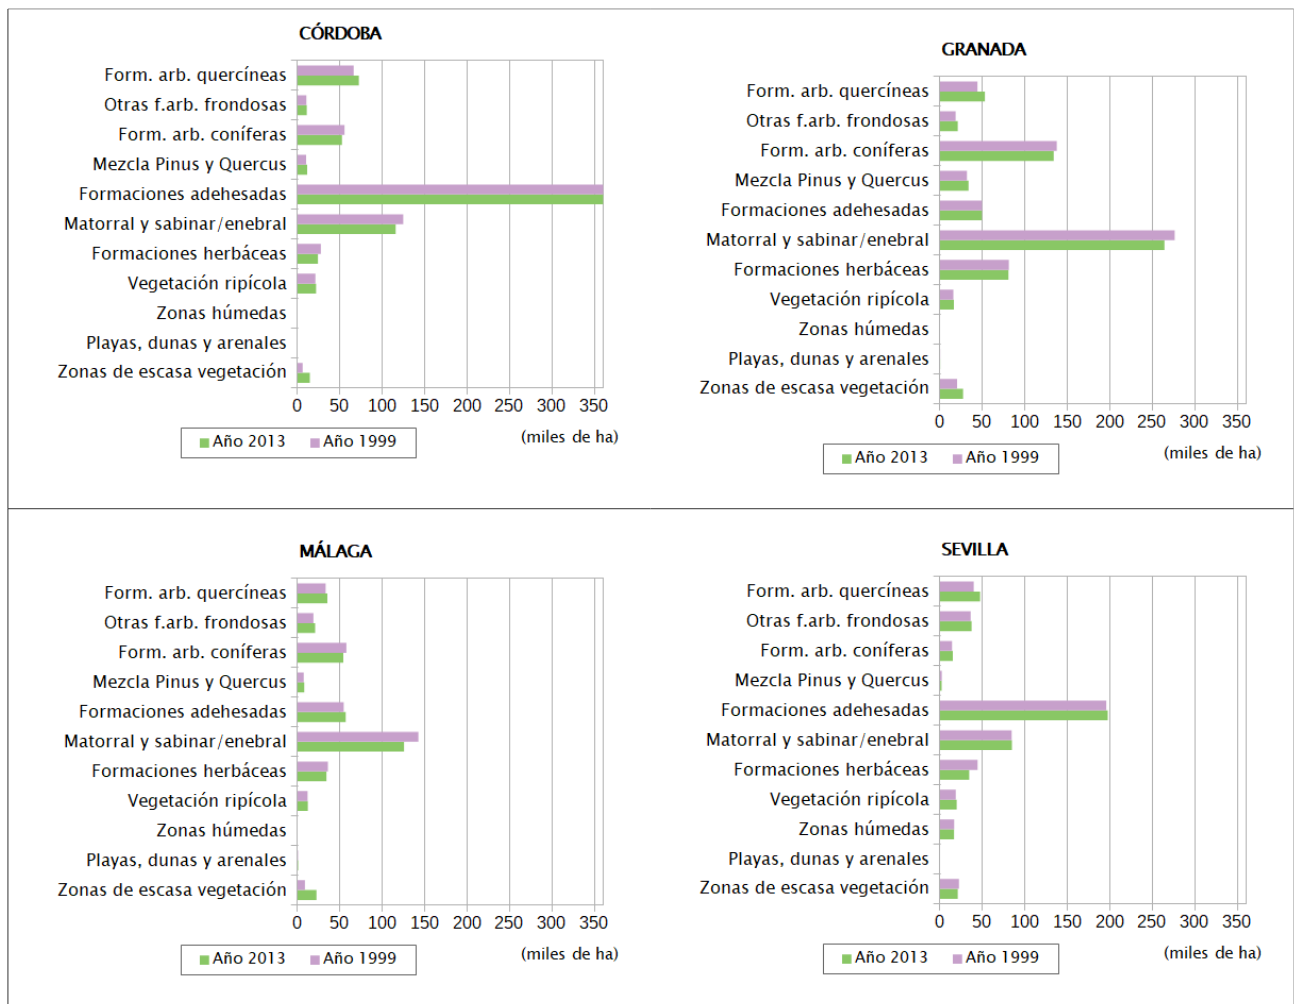 CÓRDOBA
Form. arb. quercíneas
Otras f.arb. frondosas
Form. arb. coníferas
Mezcla Pinus y Quercus
Formaciones adehesadas
Matorral y sabinar/enebral
Formaciones herbáceas
Vegetación ripícola
Zonas húmedas
Playas, dunas y arenales
Zonas de escasa vegetación
0 50 100 150 200 250 300 350
(miles de ha)
Año 2013 Año 1999
GRANADA
Form. arb. quercíneas
Otras f.arb. frondosas
Form. arb. coníferas
Mezcla Pinus y Quercus
Formaciones adehesadas
Matorral y sabinar/enebral
Formaciones herbáceas
Vegetación ripícola
Zonas húmedas
Playas, dunas y arenales
Zonas de escasa vegetación
0 50 100 150 200 250 300 350
(miles de ha)
Año 2013 Año 1999
MÁLAGA
Form. arb. quercíneas
Otras f.arb. frondosas
Form. arb. coníferas
Mezcla Pinus y Quercus
Formaciones adehesadas
Matorral y sabinar/enebral
Formaciones herbáceas
Vegetación ripícola
Zonas húmedas
Playas, dunas y arenales
Zonas de escasa vegetación
0 50 100 150 200 250 300 350
(miles de ha)
Año 2013 Año 1999
SEVILLA
Form. arb. quercíneas
Otras f.arb. frondosas
Form. arb. coníferas
Mezcla Pinus y Quercus
Formaciones adehesadas
Matorral y sabinar/enebral
Formaciones herbáceas
Vegetación ripícola
Zonas húmedas
Playas, dunas y arenales
Zonas de escasa vegetación
0 50 100 150 200 250 300 350
(miles de ha)
Año 2013 Año 1999